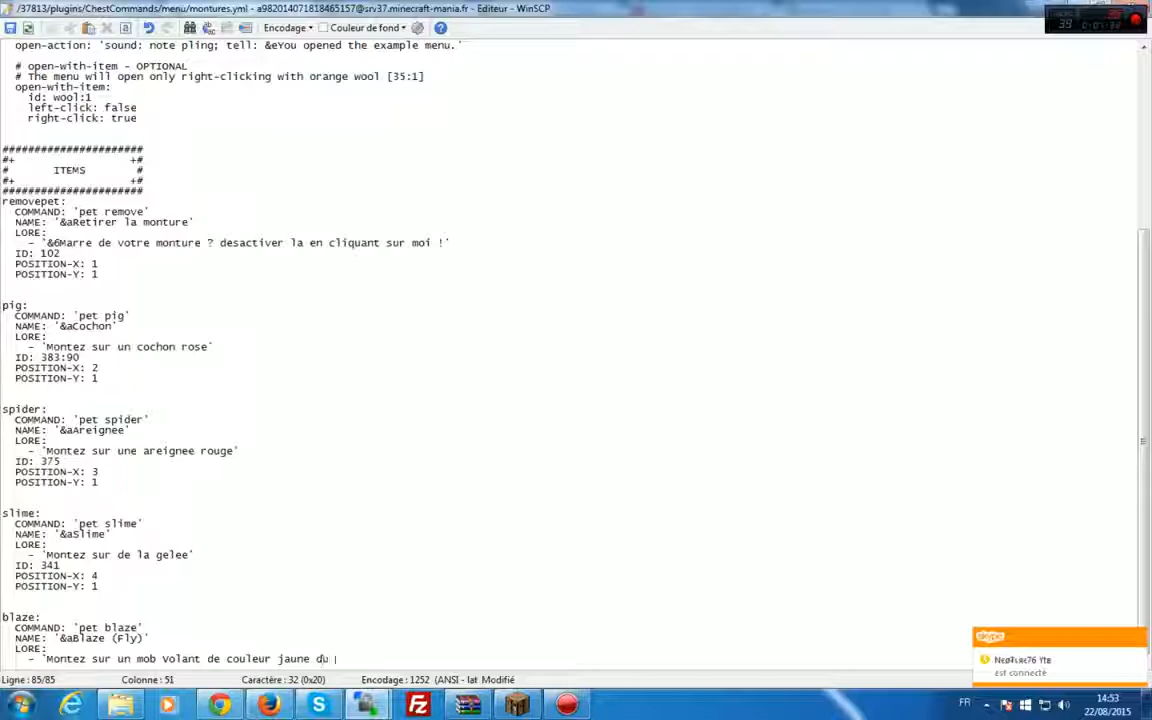 /37813/plugins/ChestCommands/menu/montures.yml - a982014071818465157@srv37.minecraft-mania.fr - Editeur - WinSCP
Encodage
Couleur de fond
open-action: 'sound: note pling; tell: &eYou opened the example menu.'
# open-with-item - OPTIONAL
# The menu will open only right-clicking with orange wool [35:1]
open-with-item:
id: wool:1
left-click: false
right-click: true
######################
#+ +#
# ITEMS #
#+ +#
######################
removepet:
COMMAND: 'pet remove'
NAME: '&aRetirer la monture'
LORE:
- '&6Marre de votre monture ? desactiver la en cliquant sur moi !'
ID: 102
POSITION-X: 1
POSITION-Y: 1
pig:
COMMAND: 'pet pig'
NAME: '&aCochon'
LORE:
- 'Montez sur un cochon rose'
ID: 383:90
POSITION-X: 2
POSITION-Y: 1
spider:
COMMAND: 'pet spider'
NAME: '&aAreignee'
LORE:
- 'Montez sur une areignee rouge'
ID: 375
POSITION-X: 3
POSITION-Y: 1
slime:
COMMAND: 'pet slime'
NAME: '&aSlime'
LORE:
- 'Montez sur de la gelee'
ID: 341
POSITION-X: 4
POSITION-Y: 1
blaze:
COMMAND: 'pet blaze'
NAME: '&aBlaze (Fly)'
LORE:
- 'Montez sur un mob volant de couleur jaune du
skype
est connecté
Ligne : 85/85
Colonne : 51
Caractère : 32 (0x20)
Encodage : 1252 (ANSI - lat Modifié
FR
14:53
22/08/2015